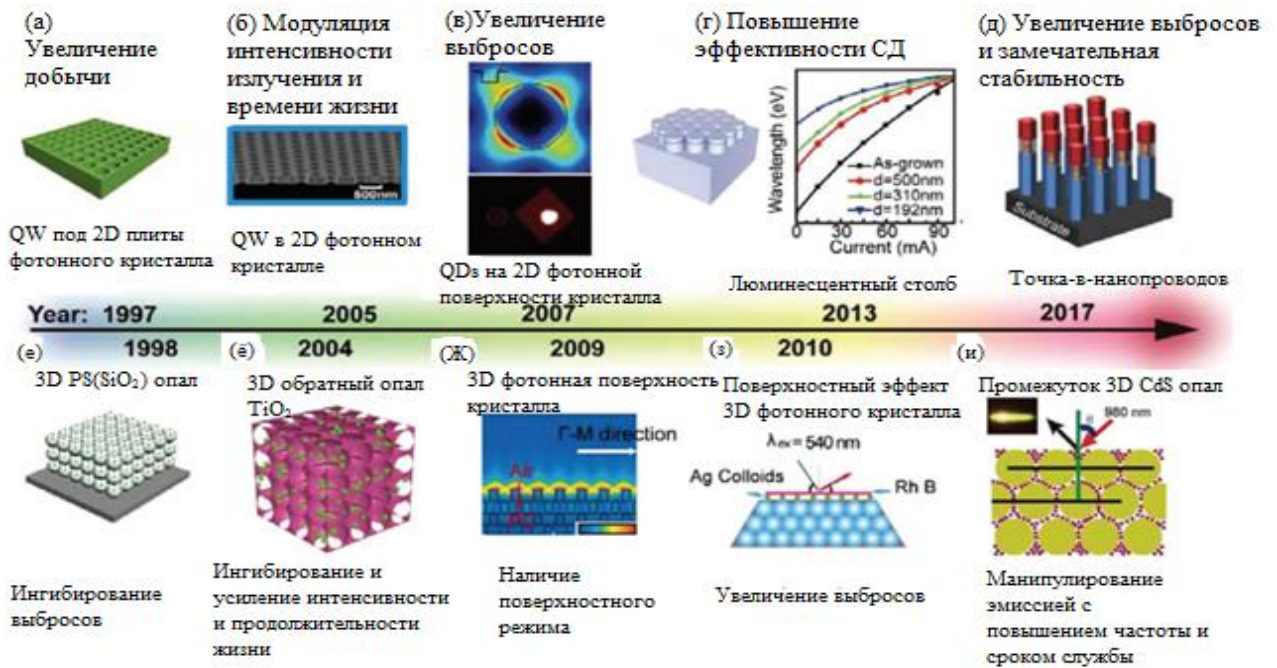 (а)
Увеличение
добычи
QW под 2D плиты
фотонного кристалла
(б) Модуляция
интенсивности
излучения и
времени жизни
500nm
QW в 2D фотонном
кристалле
(в)Увеличение
выбросов
QDs на 2D фотонной
поверхности кристалла
(г) Повышение
эффективности СД
Wavelength (eV)
As-grown
d=500nm
d=310nm
d=192nm
0 30 60 90
Current (mA)
Люминесцентный столб
(д) Увеличение выбросов
и замечательная
стабильность
Substrate
Точка-в-нанопроводов
Year: 1997 2005 2007 2013 2017
1998 2004 2009 2010
(е)
3D PS(SiO2) опал
Ингибирование
выбросов
(ё)
3D обратный опал
TiO2
Ингибирование и
усиление интенсивности
и продолжительности
жизни
(Ж)
3D фотонная поверхность
кристалла
Γ-M direction
Air
Наличие
поверхностного
режима
(з)
Поверхностный эффект
3D фотонного кристалла
λex = 540 nm
Ag Colloids
Rh B
Увеличение выбросов
(и)
Промежуток 3D CdS опал
980 nm
Манипулирование
эмиссией с
повышением частоты и
сроком службы